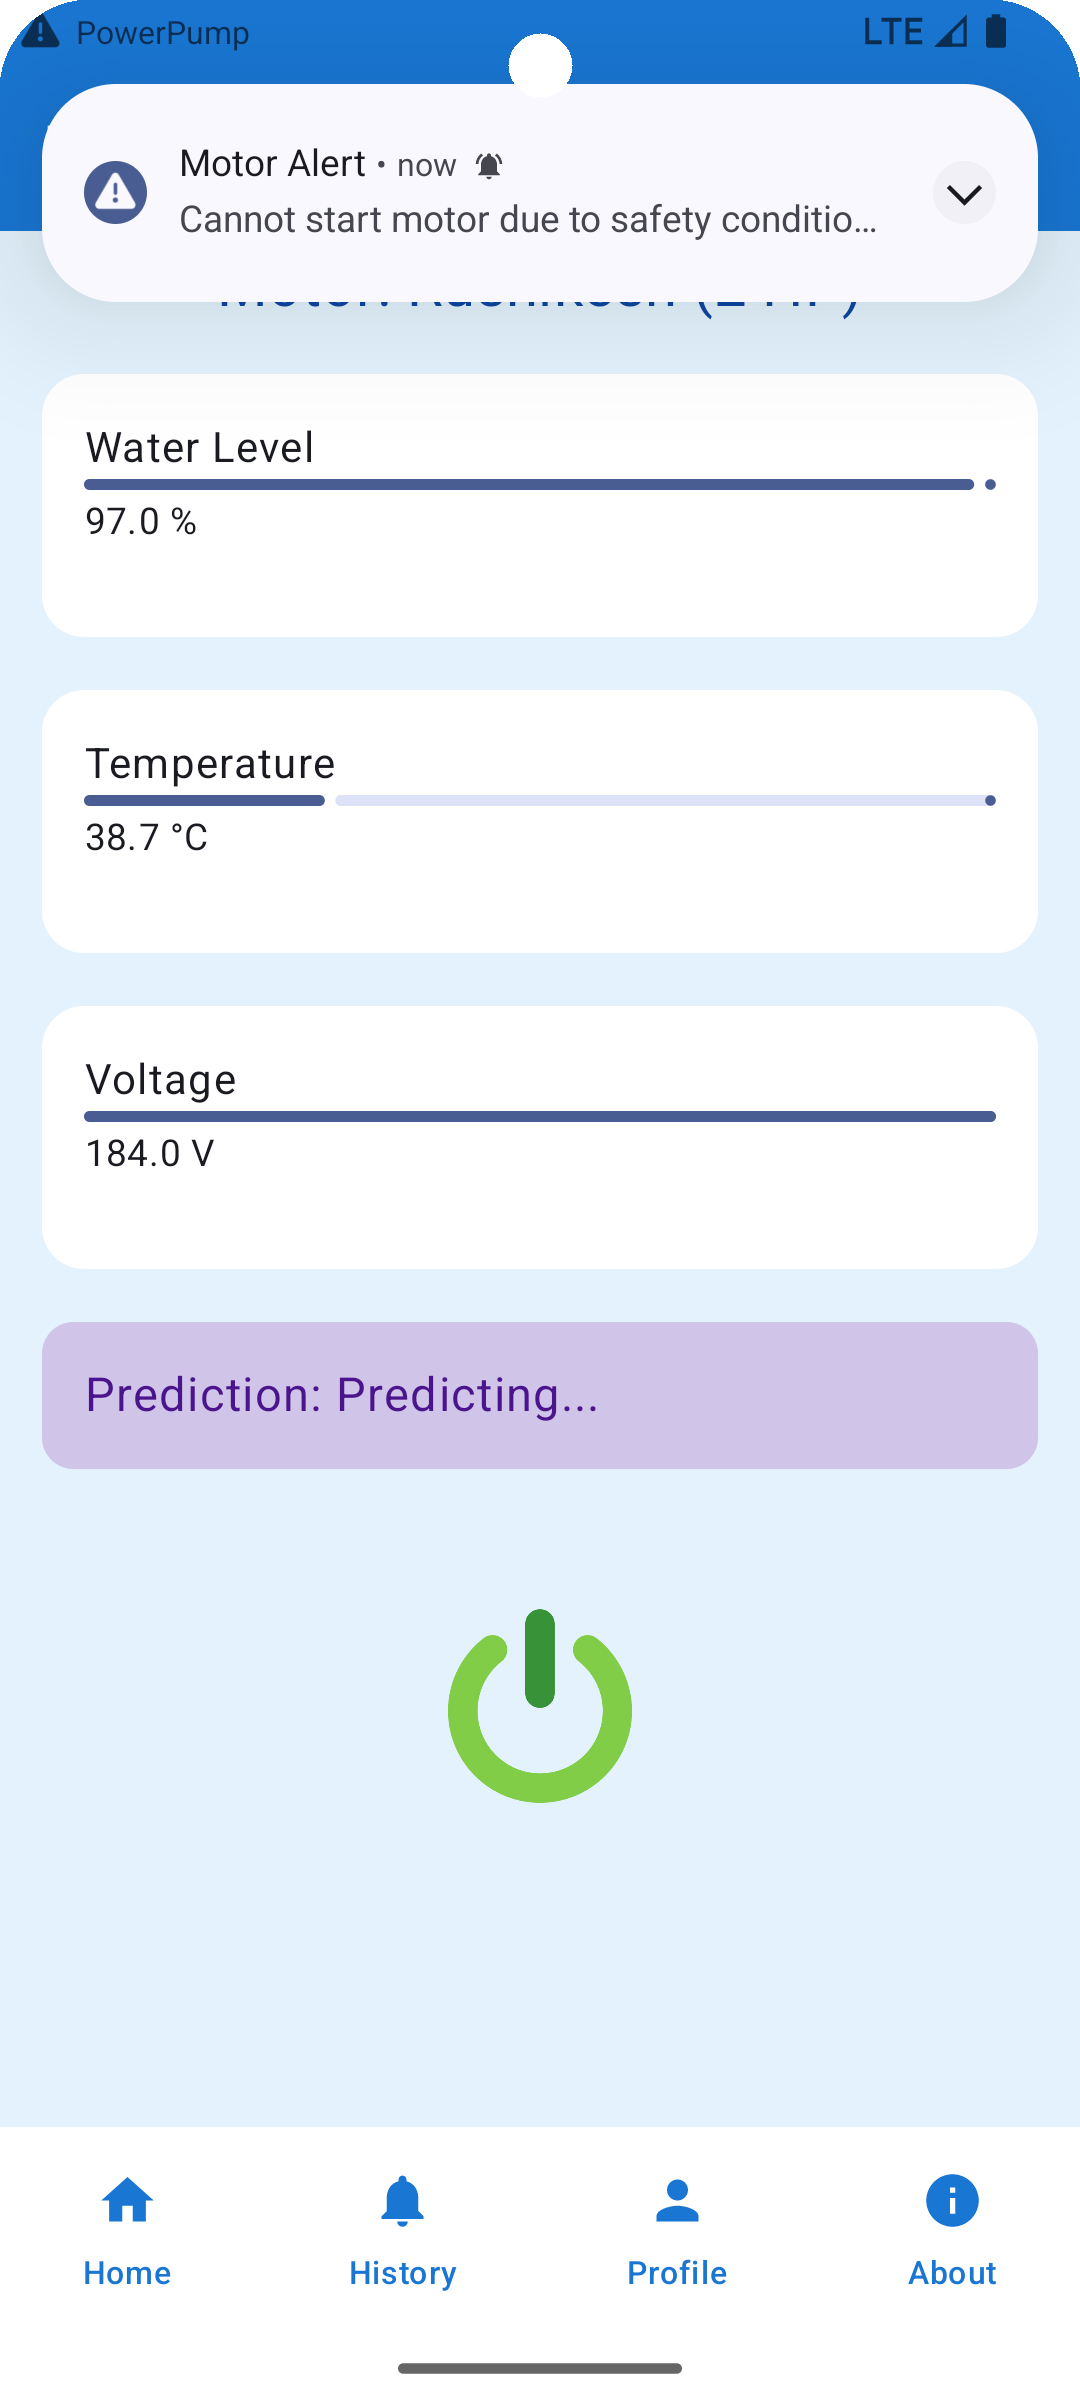 PowerPump
LTE
Motor Alert • now
Cannot start motor due to safety conditio...
Water Level
97.0 %
Temperature
38.7 °C
Voltage
184.0 V
Prediction: Predicting...
Home
History
Profile
About